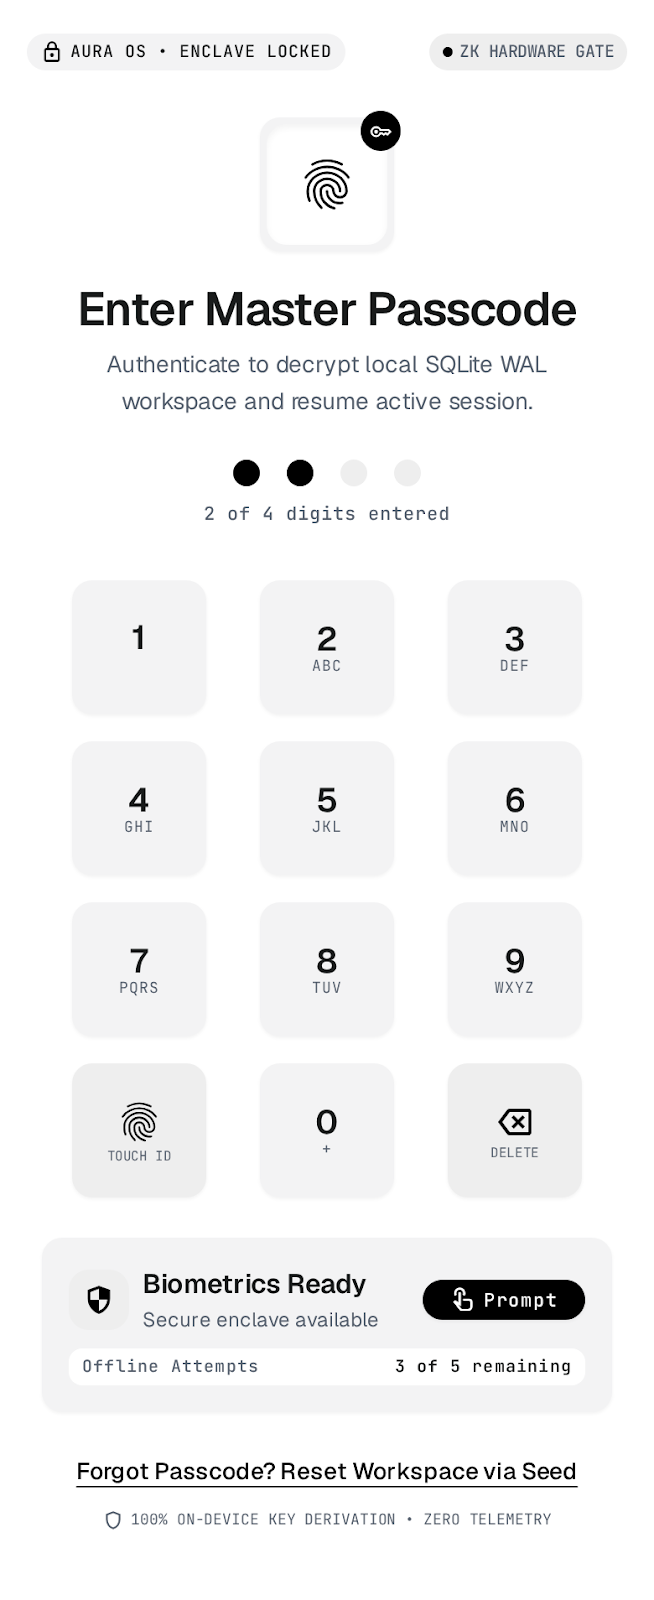 AURA OS • ENCLAVE LOCKED
ZK HARDWARE GATE
Enter Master Passcode
Authenticate to decrypt local SQLite WAL
workspace and resume active session.
2 of 4 digits entered
1
2
ABC
3
DEF
4
GHI
5
JKL
6
MNO
7
PQRS
8
TUV
9
WXYZ
TOUCH ID
0
+
DELETE
Biometrics Ready
Secure enclave available
Prompt
Offline Attempts
3 of 5 remaining
Forgot Passcode? Reset Workspace via Seed
100% ON-DEVICE KEY DERIVATION • ZERO TELEMETRY